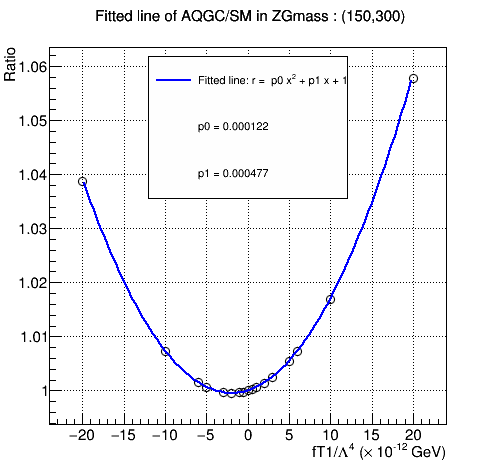 Fitted line of AQGC/SM in ZGmass : (150,300)
Ratio
Fitted line: r = p0 x² + p1 x + 1
p0 = 0.000122
p1 = 0.000477
1.06
1.05
1.04
1.03
1.02
1.01
1
−20 −15 −10 −5 0 5 10 15 20
fT1/Λ⁴ (× 10⁻¹² GeV)